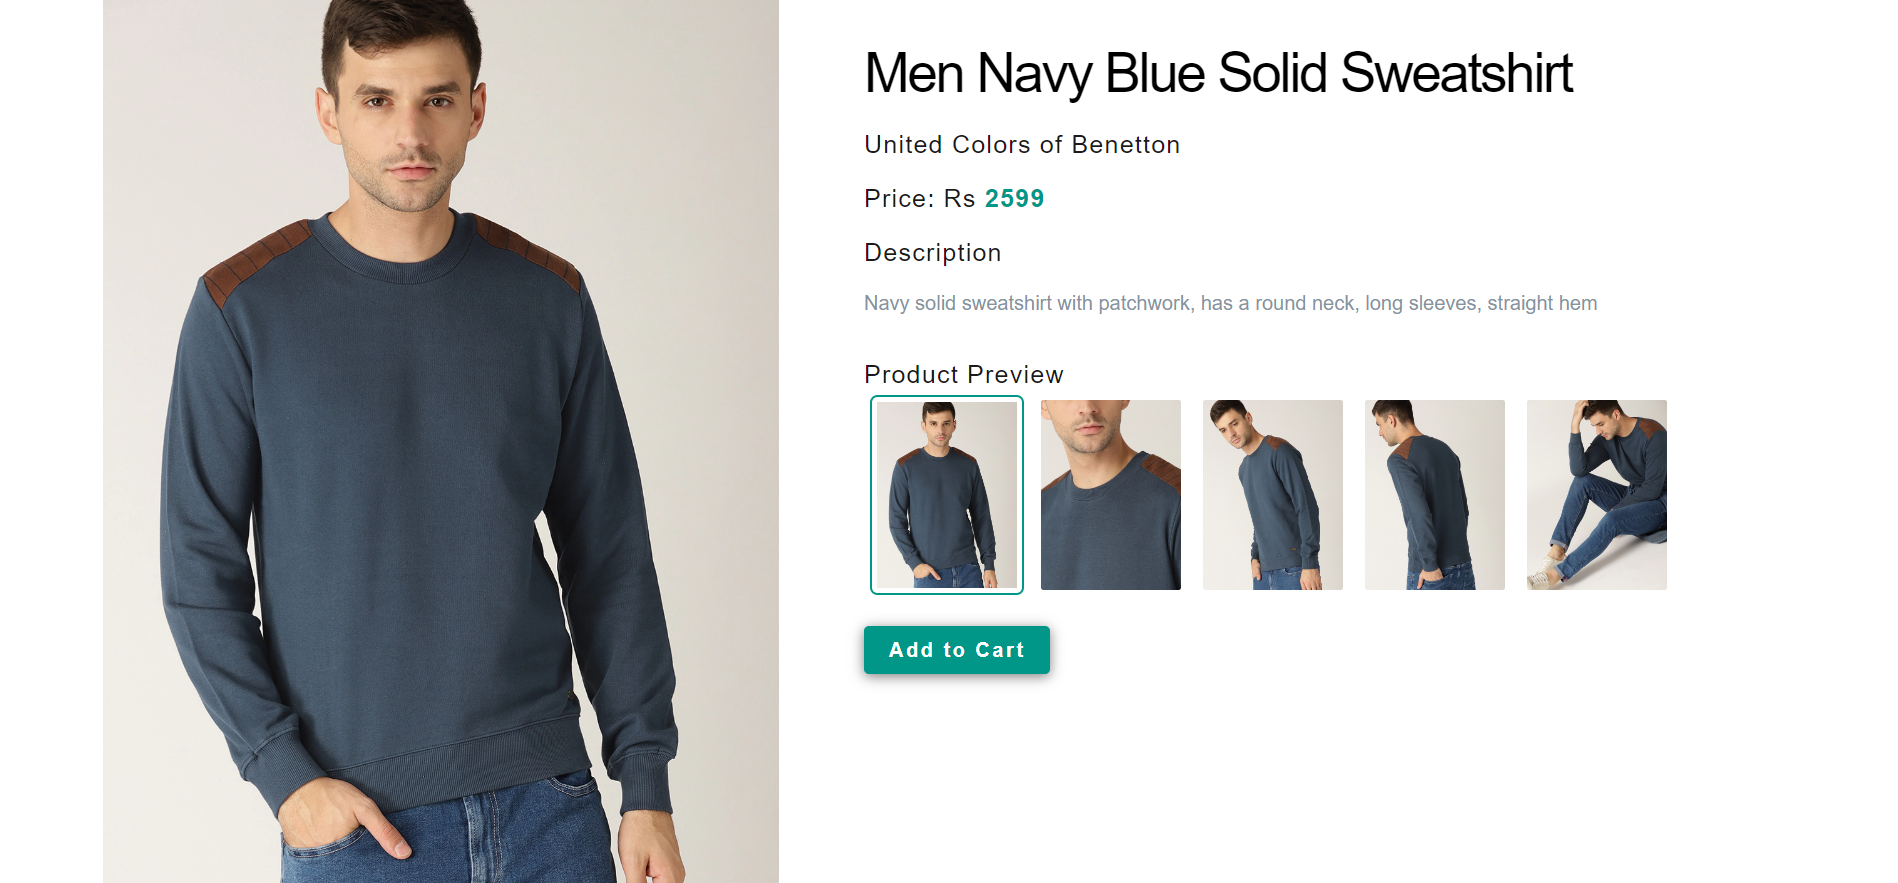 Men Navy Blue Solid Sweatshirt
United Colors of Benetton
Price: Rs 2599
Description
Navy solid sweatshirt with patchwork, has a round neck, long sleeves, straight hem
Product Preview
Add to Cart